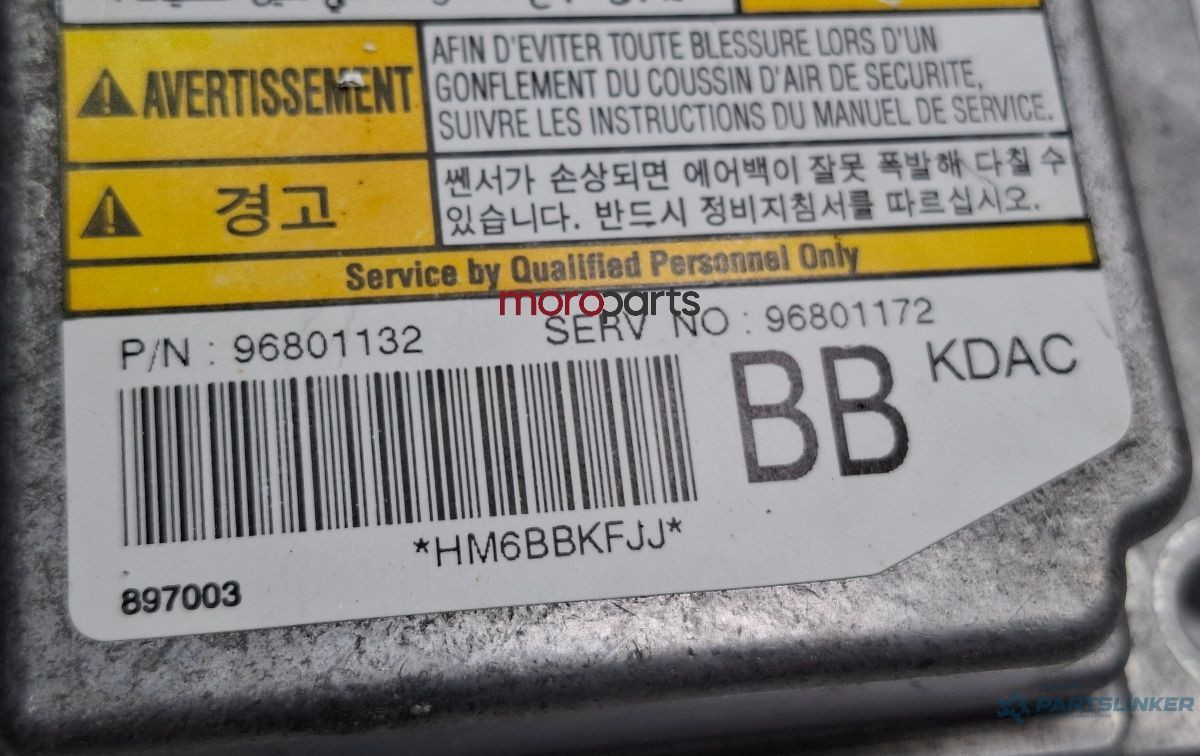 AVERTISSEMENT
AFIN D'EVITER TOUTE BLESSURE LORS D'UN
GONFLEMENT DU COUSSIN D'AIR DE SECURITE,
SUIVRE LES INSTRUCTIONS DU MANUEL DE SERVICE.
경고
쎈서가 손상되면 에어백이 잘못 폭발해 다칠 수
있습니다. 반드시 정비지침서를 따르십시오.
Service by Qualified Personnel Only
moroparts
P/N : 96801132
SERV NO : 96801172
BB
KDAC
*HM6BBKFJJ*
897003
PARTSLINKER